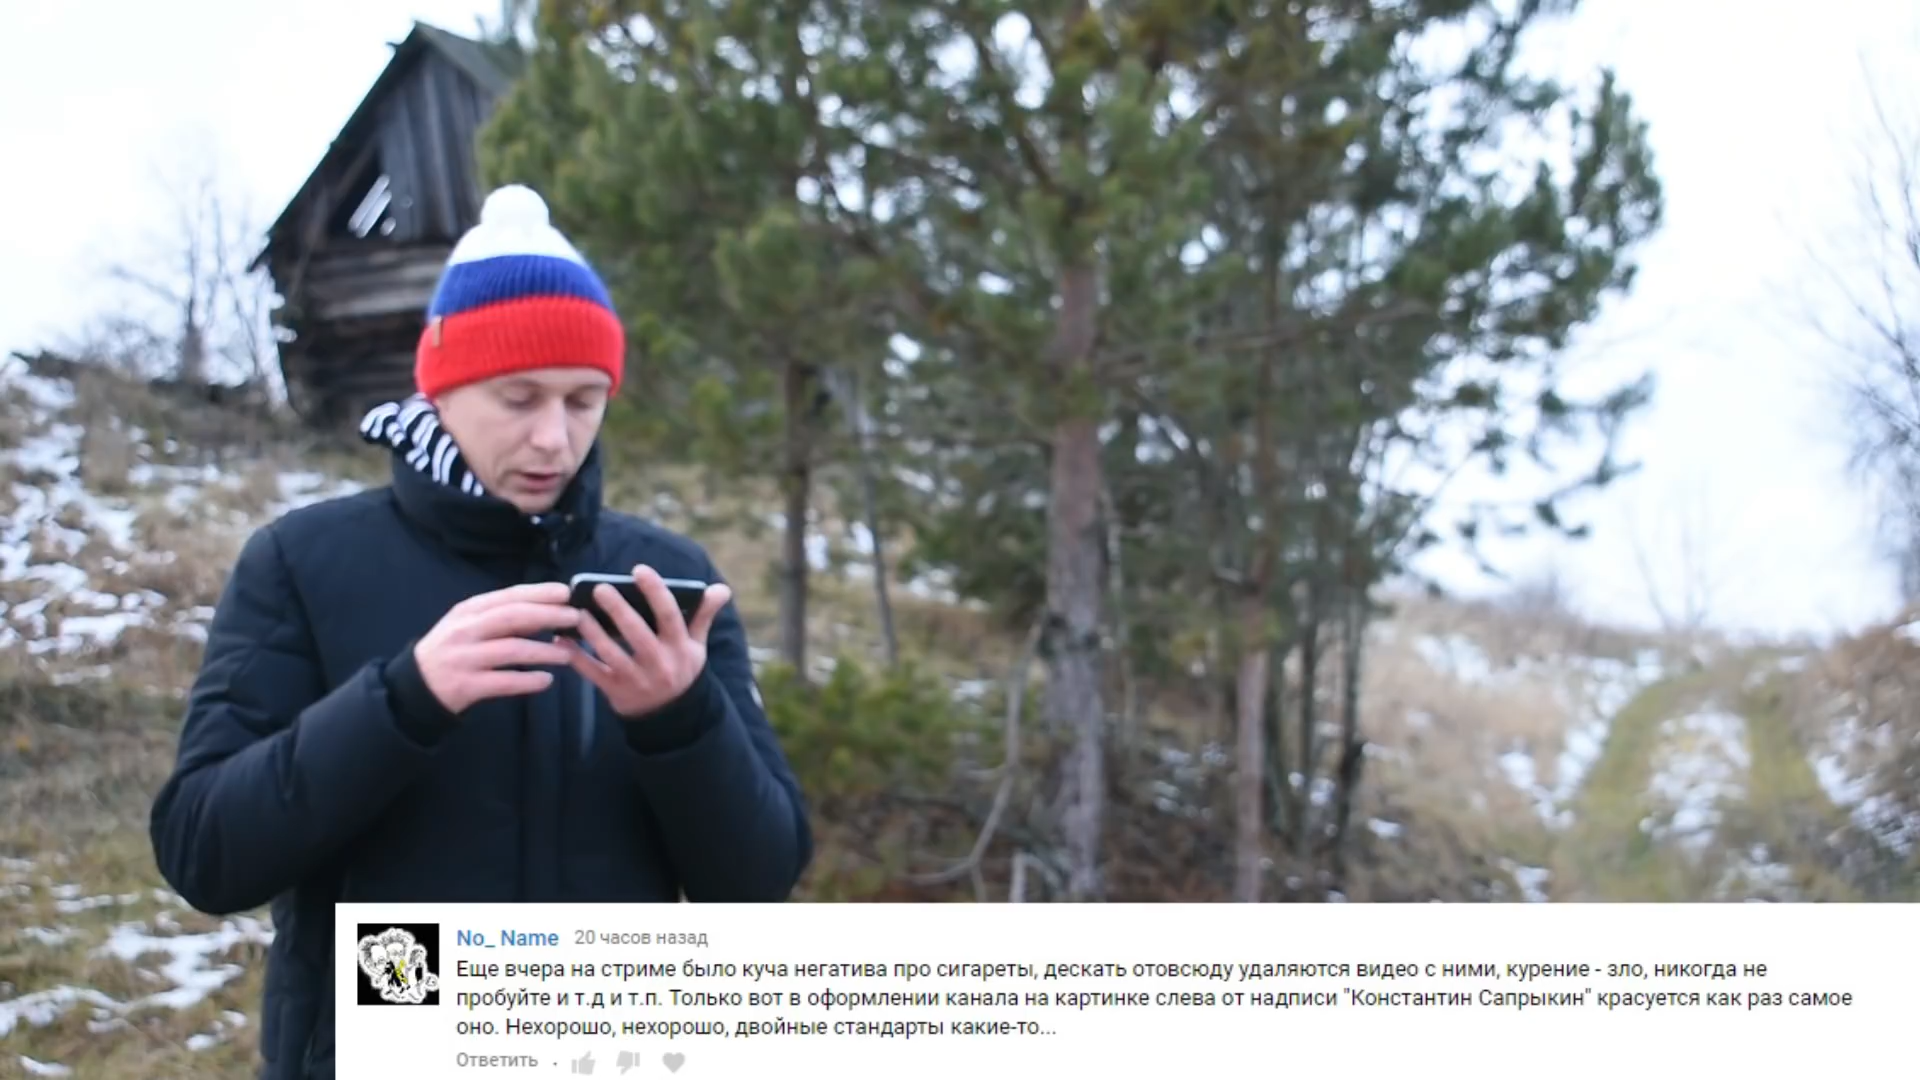 No_ Name 20 часов назад
Еще вчера на стриме было куча негатива про сигареты, дескать отовсюду удаляются видео с ними, курение - зло, никогда не
пробуйте и т.д и т.п. Только вот в оформлении канала на картинке слева от надписи "Константин Сапрыкин" красуется как раз самое
оно. Нехорошо, нехорошо, двойные стандарты какие-то...
Ответить